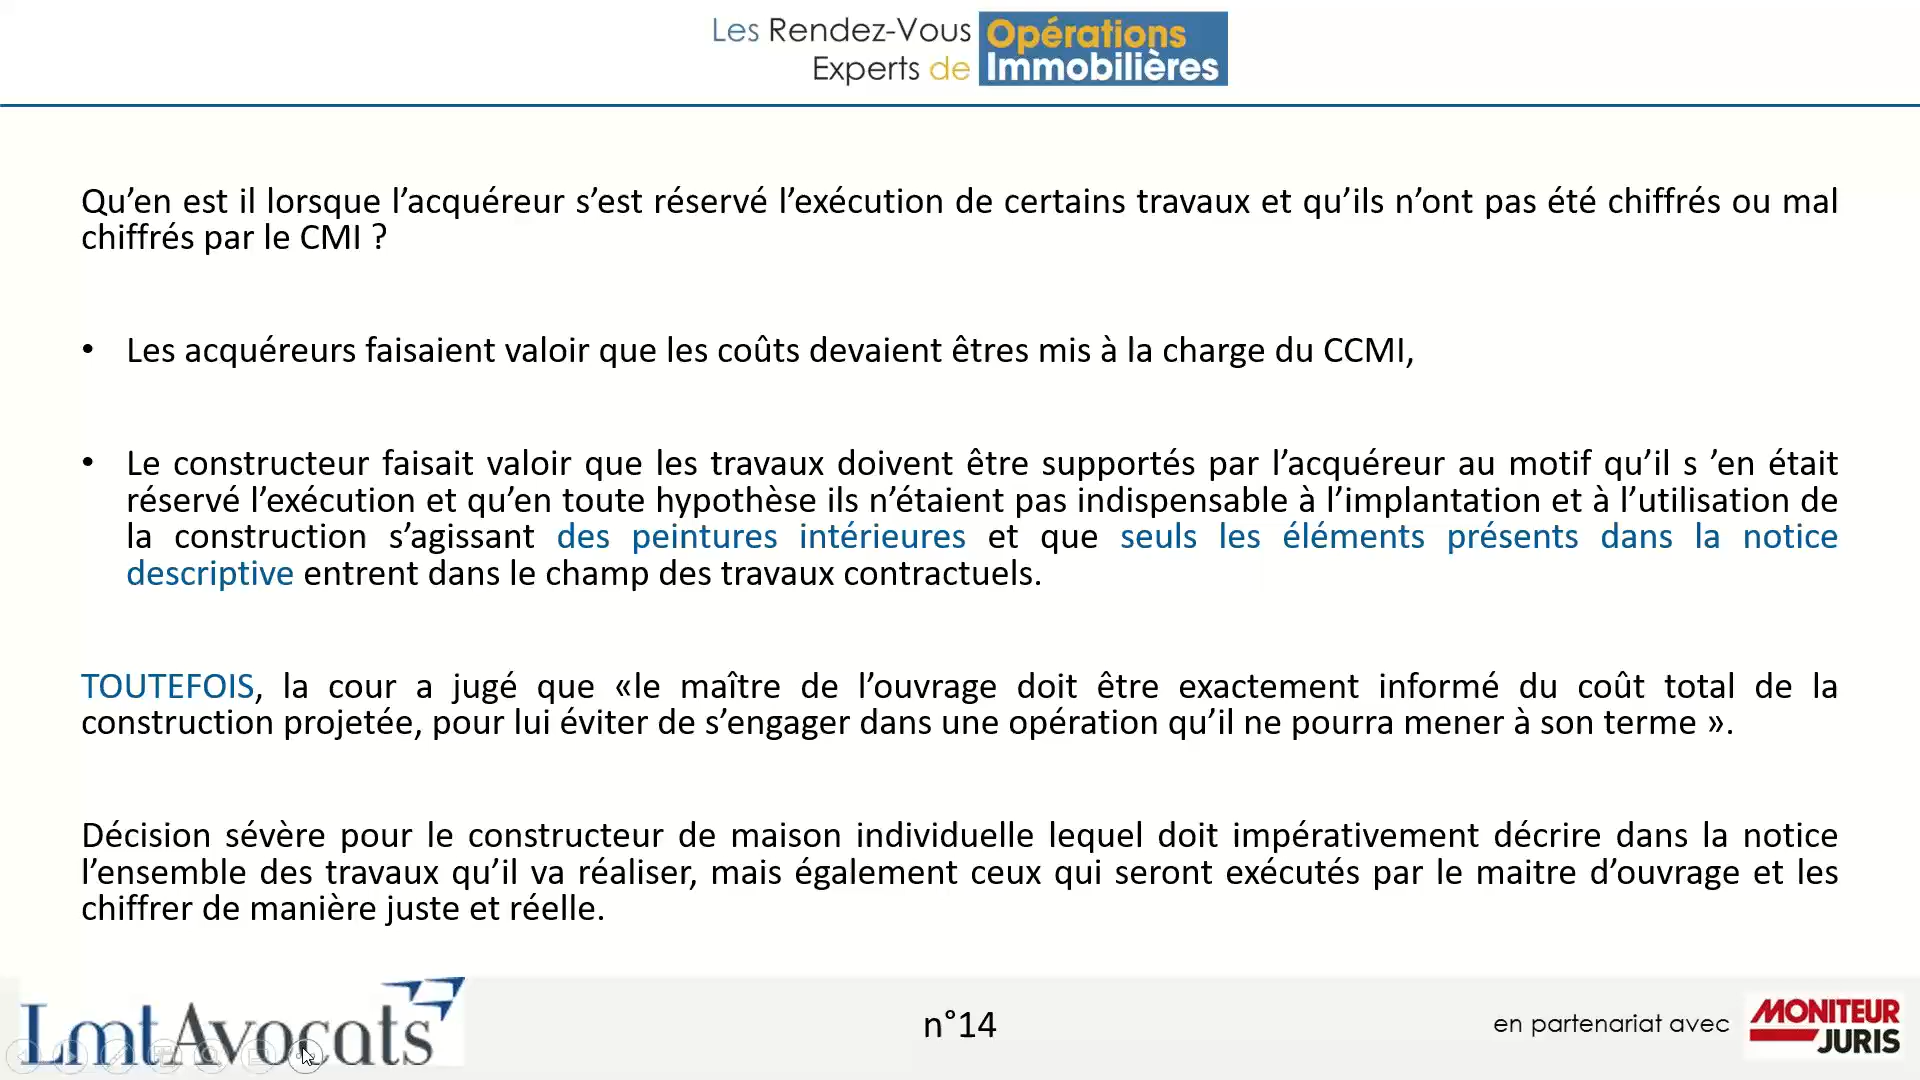 Les Rendez-Vous Opérations
Experts de Immobilières
Qu’en est il lorsque l’acquéreur s’est réservé l’exécution de certains travaux et qu’ils n’ont pas été chiffrés ou mal
chiffrés par le CMI ?
• Les acquéreurs faisaient valoir que les coûts devaient êtres mis à la charge du CCMI,
• Le constructeur faisait valoir que les travaux doivent être supportés par l’acquéreur au motif qu’il s ’en était
réservé l’exécution et qu’en toute hypothèse ils n’étaient pas indispensable à l’implantation et à l’utilisation de
la construction s’agissant des peintures intérieures et que seuls les éléments présents dans la notice
descriptive entrent dans le champ des travaux contractuels.
TOUTEFOIS, la cour a jugé que «le maître de l’ouvrage doit être exactement informé du coût total de la
construction projetée, pour lui éviter de s’engager dans une opération qu’il ne pourra mener à son terme ».
Décision sévère pour le constructeur de maison individuelle lequel doit impérativement décrire dans la notice
l’ensemble des travaux qu’il va réaliser, mais également ceux qui seront exécutés par le maitre d’ouvrage et les
chiffrer de manière juste et réelle.
LmtAvocats
n°14
en partenariat avec
MONITEUR
JURIS